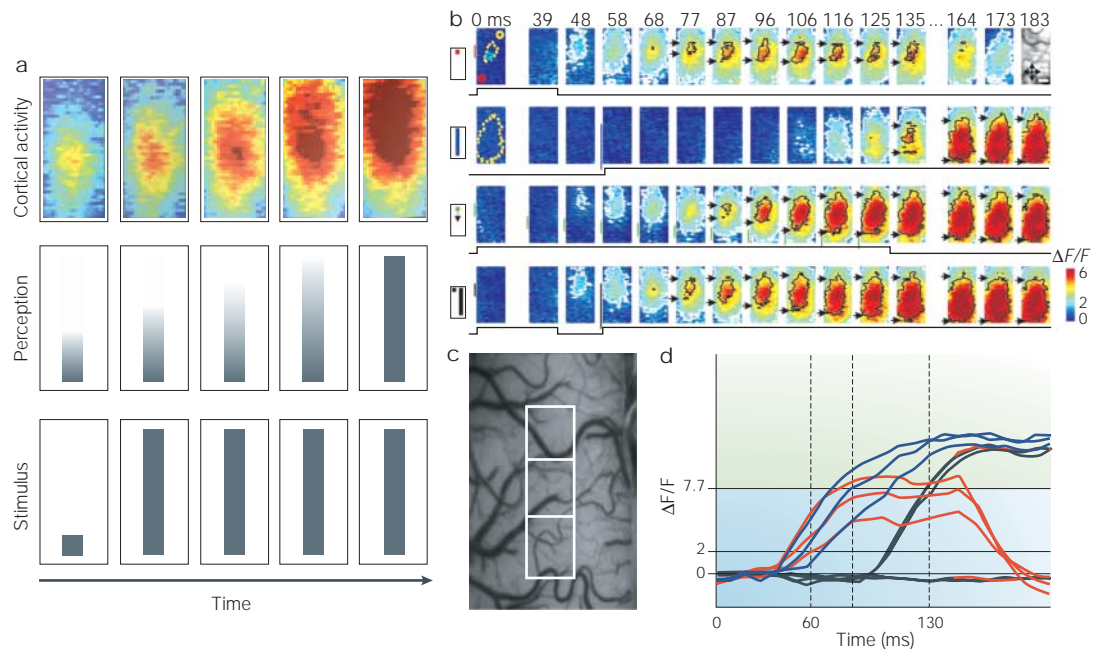 a
Cortical activity
Perception
Stimulus
Time
b
0 ms 39 48 58 68 77 87 96 106 116 125 135 ... 164 173 183
ΔF/F
6
2
0
c
d
ΔF/F
7.7
2
0
0 60 130
Time (ms)